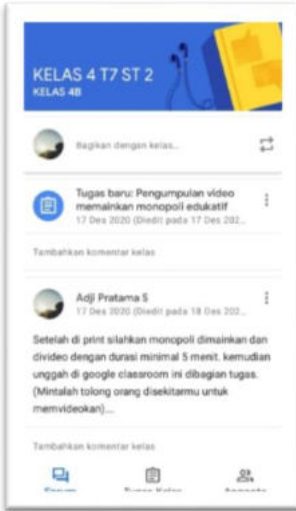 KELAS 4 T7 ST 2
KELAS 4B
Bagikan dengan kelas...
Tugas baru: Pengumpulan video
memainkan monopoli edukatif
17 Des 2020 (Diedit pada 17 Des 202...
Tambahkan komentar kelas
Adji Pratama S
17 Des 2020 (Diedit pada 18 Des 202...
Setelah di print silahkan monopoli dimainkan dan
divideo dengan durasi minimal 5 menit. kemudian
unggah di google classroom ini dibagian tugas.
(Mintalah tolong orang disekitarmu untuk
memvideokan)....
Tambahkan komentar kelas